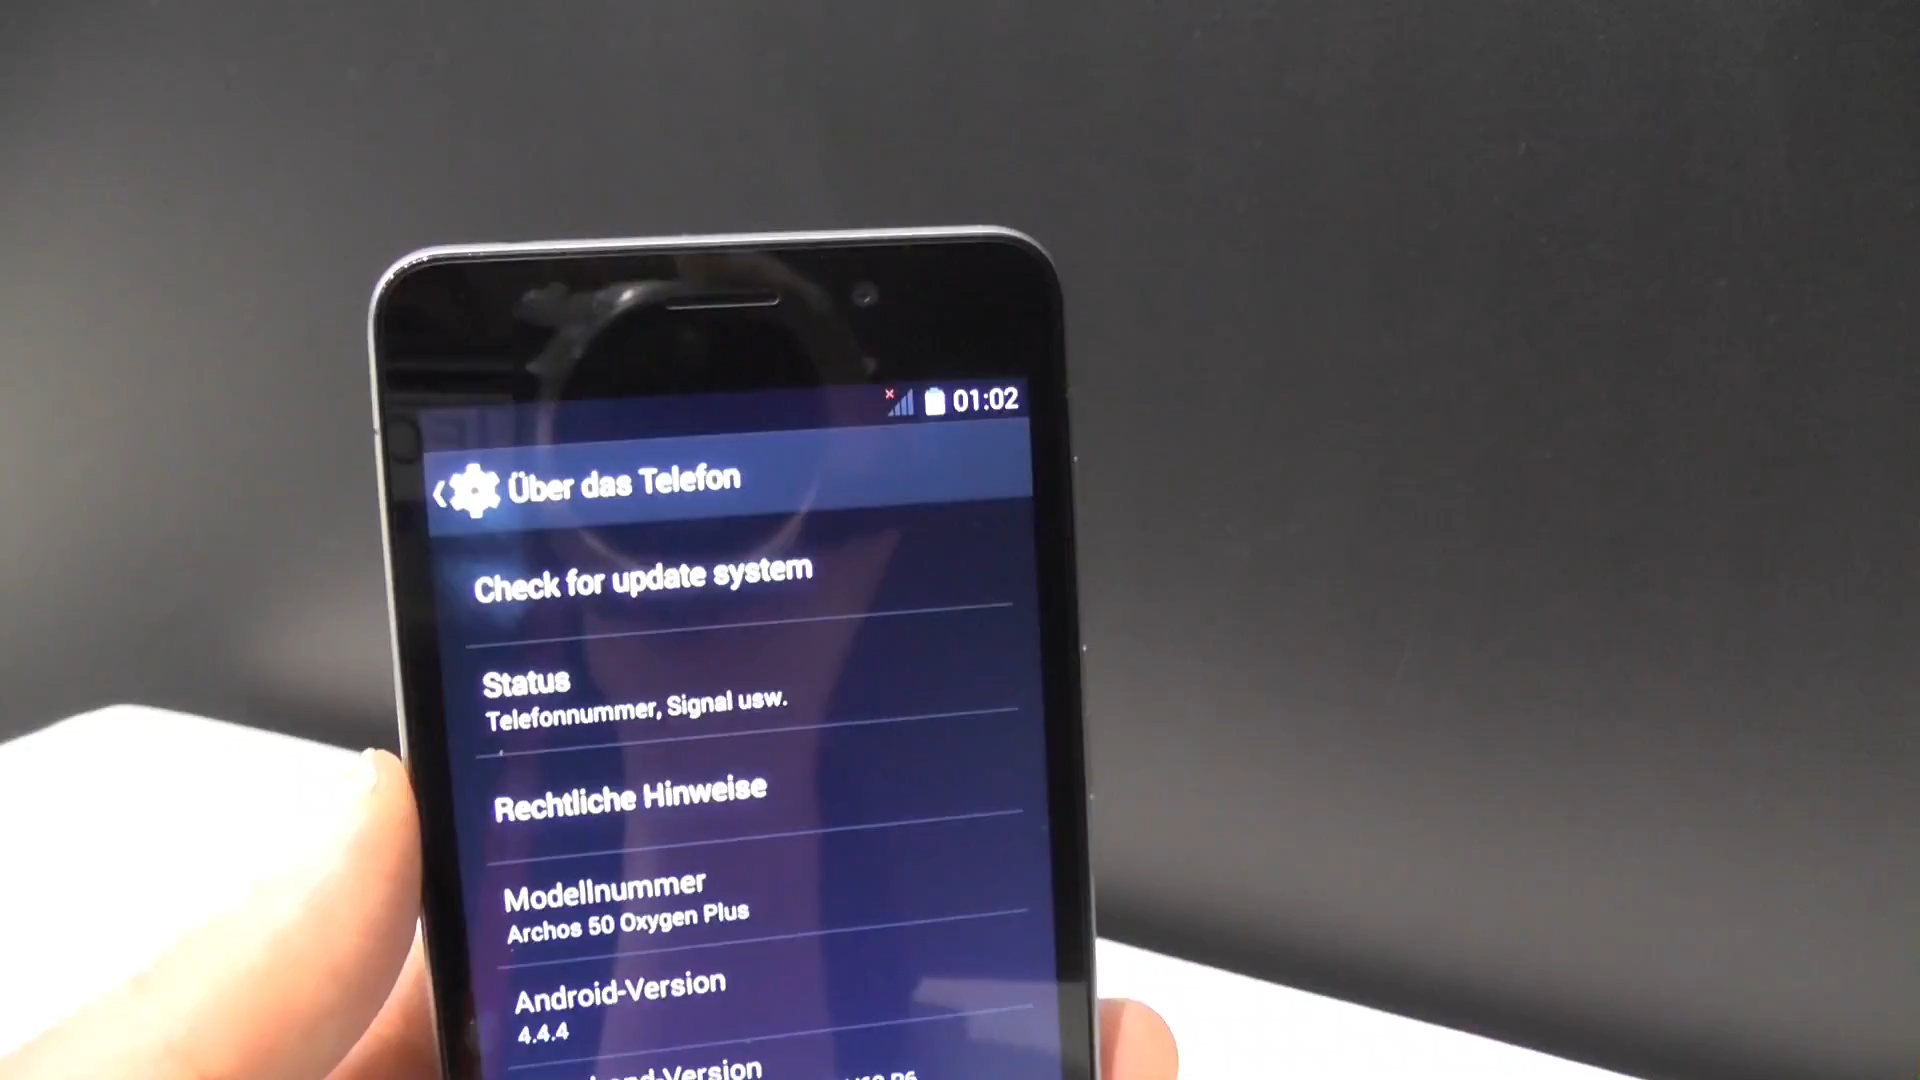 01:02
Über das Telefon
Check for update system
Status
Telefonnummer, Signal usw.
Rechtliche Hinweise
Modellnummer
Archos 50 Oxygen Plus
Android-Version
4.4.4